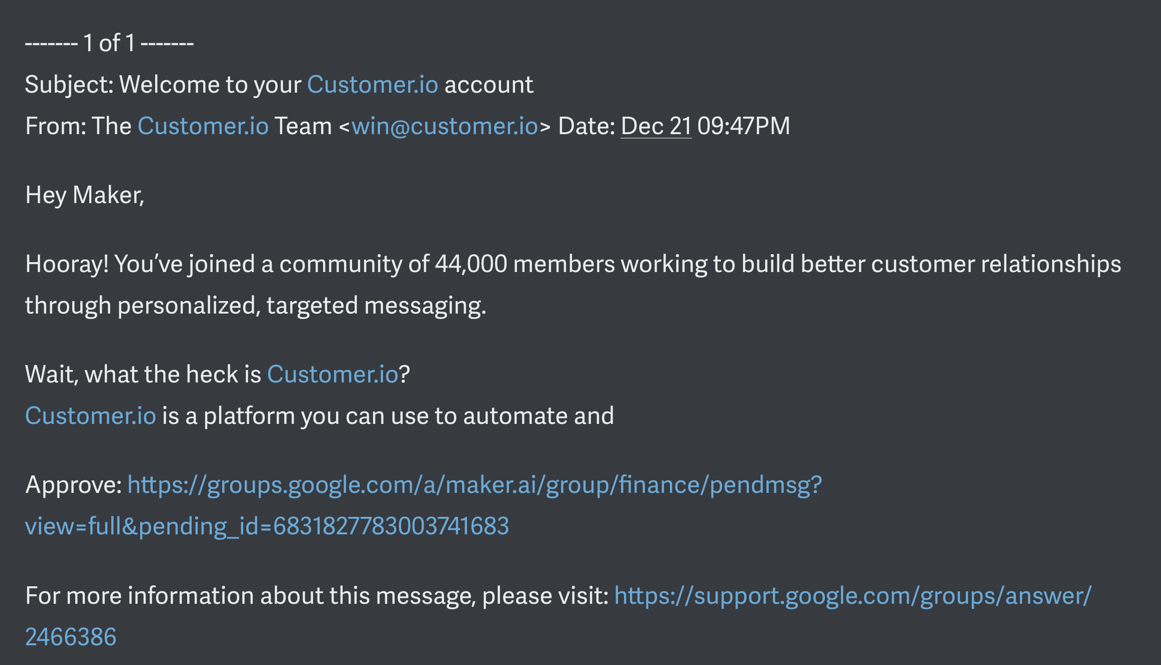 ------- 1 of 1 -------
Subject: Welcome to your Customer.io account
From: The Customer.io Team <win@customer.io> Date: Dec 21 09:47PM
Hey Maker,
Hooray! You’ve joined a community of 44,000 members working to build better customer relationships
through personalized, targeted messaging.
Wait, what the heck is Customer.io?
Customer.io is a platform you can use to automate and
Approve: https://groups.google.com/a/maker.ai/group/finance/pendmsg?
view=full&pending_id=6831827783003741683
For more information about this message, please visit: https://support.google.com/groups/answer/
2466386